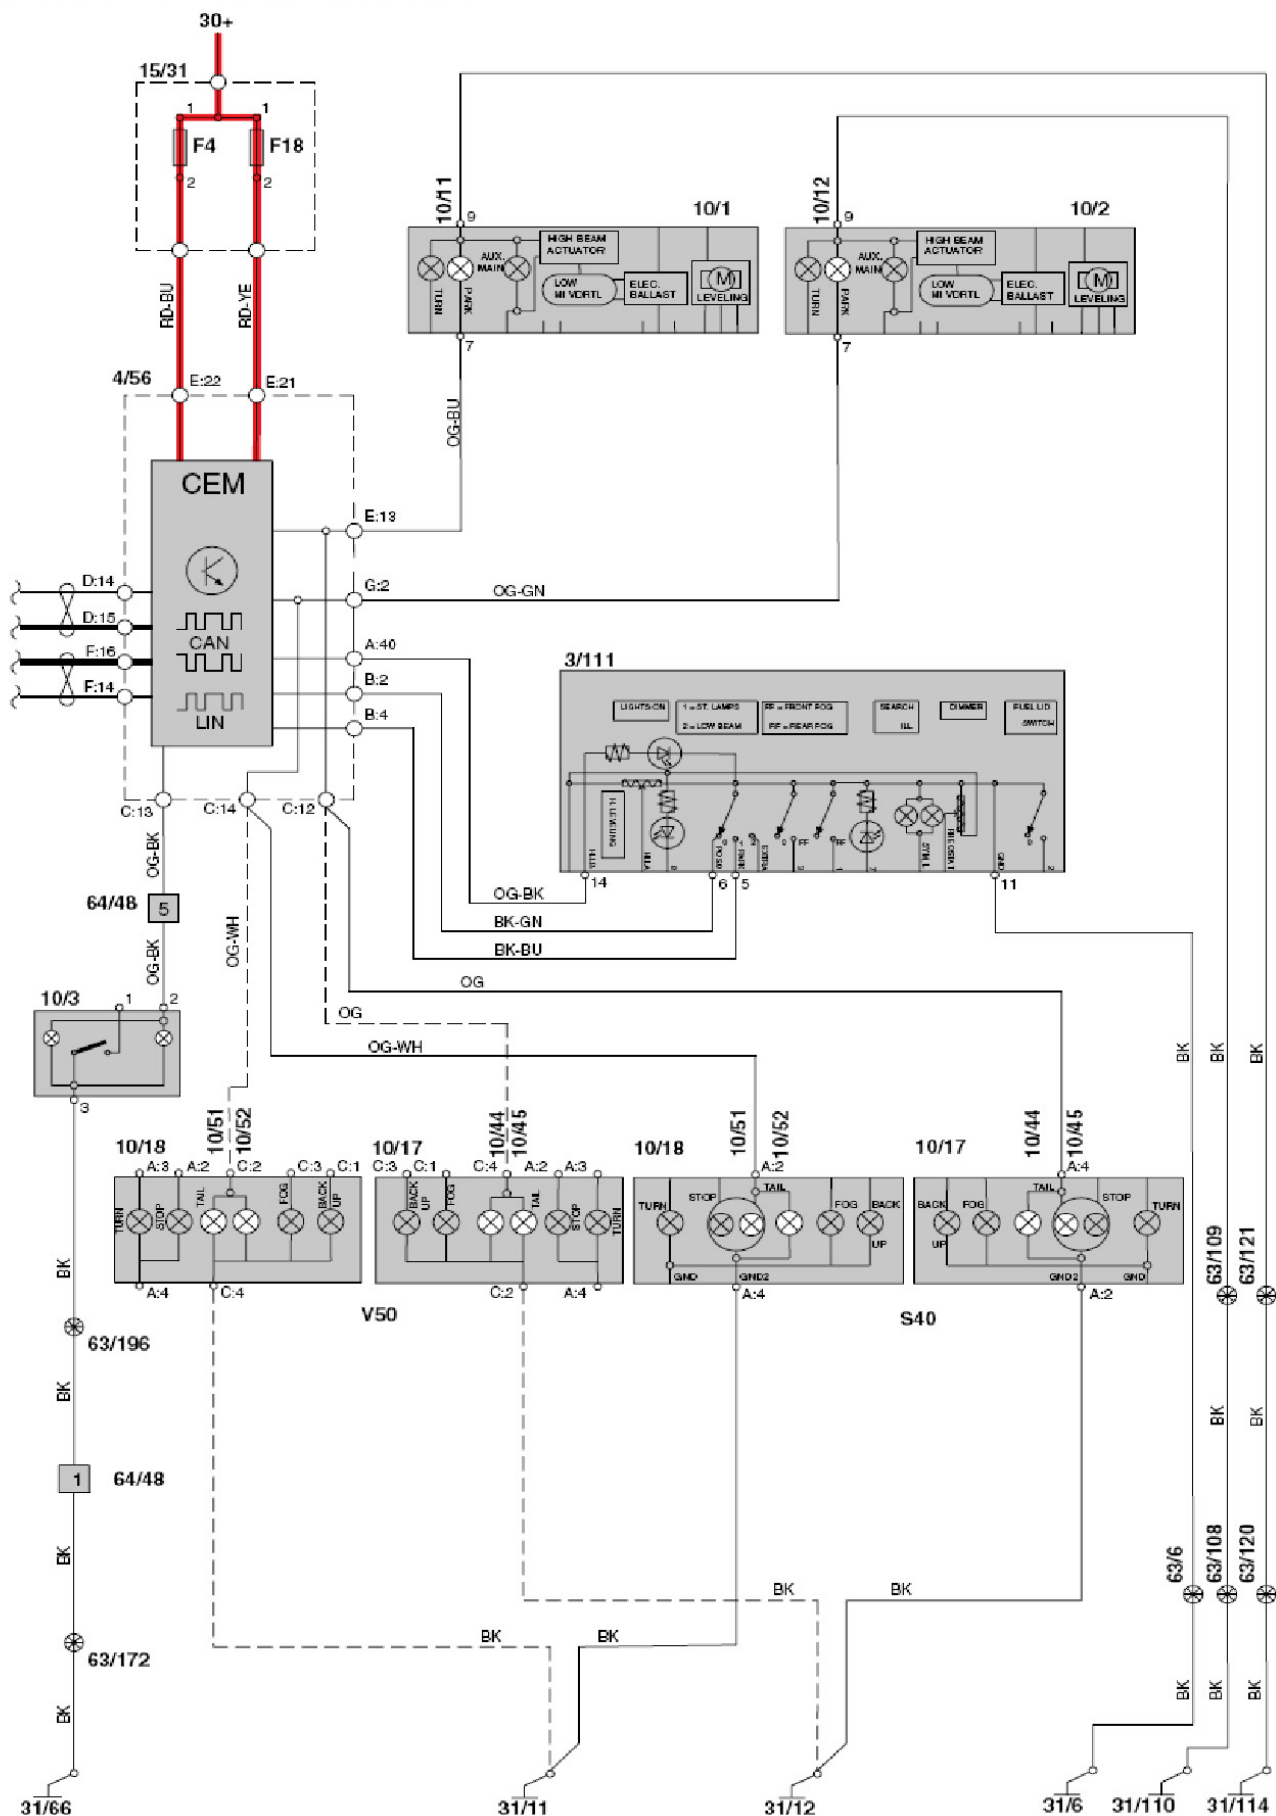 30+
15/31
1
1
F4
F18
2
2
RD-BU
RD-YE
4/56
E:22
E:21
CEM
CAN
LIN
D:14
D:15
F:16
F:14
E:13
G:2
A:40
B:2
B:4
C:13
C:14
C:12
10/11
9
10/1
TURN
PARK
AUX.
MAIN
HIGH BEAM
ACTUATOR
LOW
ELEC.
BALLAST
M
LEVELING
7
OG-BU
10/12
9
10/2
TURN
PARK
AUX.
MAIN
HIGH BEAM
ACTUATOR
LOW
ELEC.
BALLAST
M
LEVELING
7
OG-GN
3/111
LIGHTS ON
1 = ST. LAMPS
2 = LOW BEAM
FF = FRONT FOG
RF = REAR FOG
SEARCH
ILL
DIMMER
FUEL LID
SWITCH
GND
14
6
5
11
OG-BK
BK-GN
BK-BU
OG-BK
64/48
5
OG-BK
OG-WH
OG
OG
OG-WH
10/3
1
2
3
BK
BK
BK
10/18
A:3
A:2
10/51
10/52
C:2
C:3
C:1
TURN
STOP
TAIL
FOG
BACK
UP
A:4
C:4
10/17
C:3
C:1
10/44
10/45
C:4
A:2
A:3
BACK
UP
FOG
TAIL
STOP
TURN
C:2
A:4
V50
10/18
10/51
10/52
A:2
TURN
STOP
TAIL
FOG
BACK
UP
GND
GND2
A:4
10/17
10/44
10/45
A:4
BACK
UP
FOG
TAIL
STOP
TURN
GND2
GND
A:2
S40
63/109
63/121
BK
63/196
BK
BK
BK
1
64/48
BK
63/172
BK
BK
BK
BK
BK
63/6
63/108
63/120
BK
BK
BK
31/66
31/11
31/12
31/6
31/110
31/114